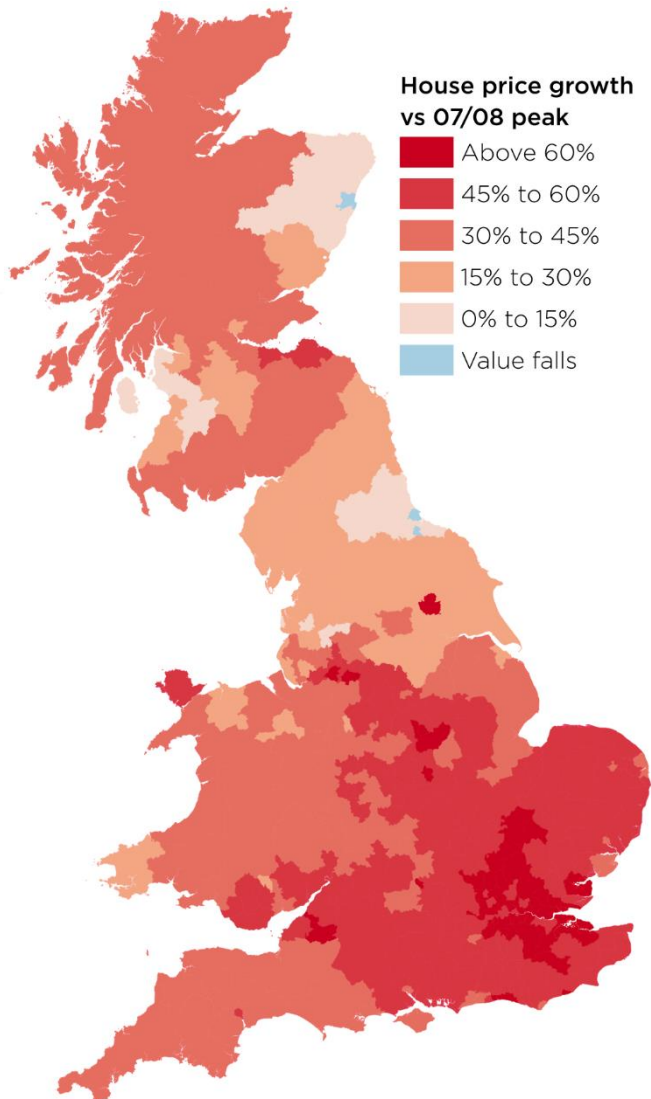 House price growth
vs 07/08 peak
Above 60%
45% to 60%
30% to 45%
15% to 30%
0% to 15%
Value falls